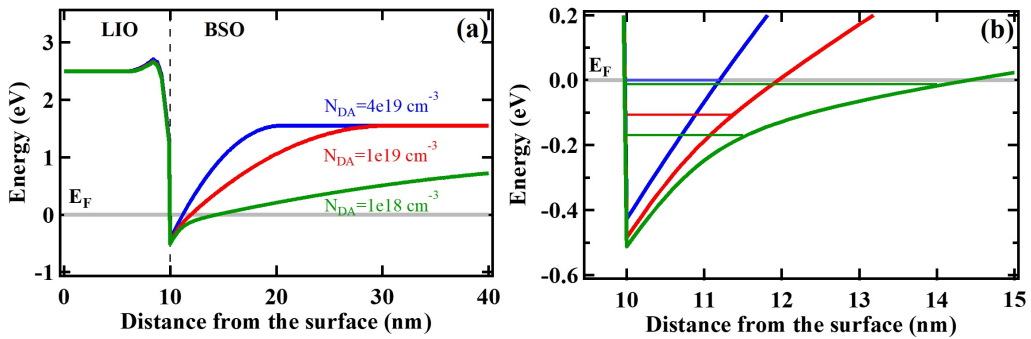 LIO BSO (a)
3
2
1
0
-1
Energy (eV)
E_F
N_DA=4e19 cm⁻³
N_DA=1e19 cm⁻³
N_DA=1e18 cm⁻³
0 10 20 30 40
Distance from the surface (nm)
(b)
0.2
0.0
-0.2
-0.4
-0.6
Energy (eV)
E_F
10 11 12 13 14 15
Distance from the surface (nm)